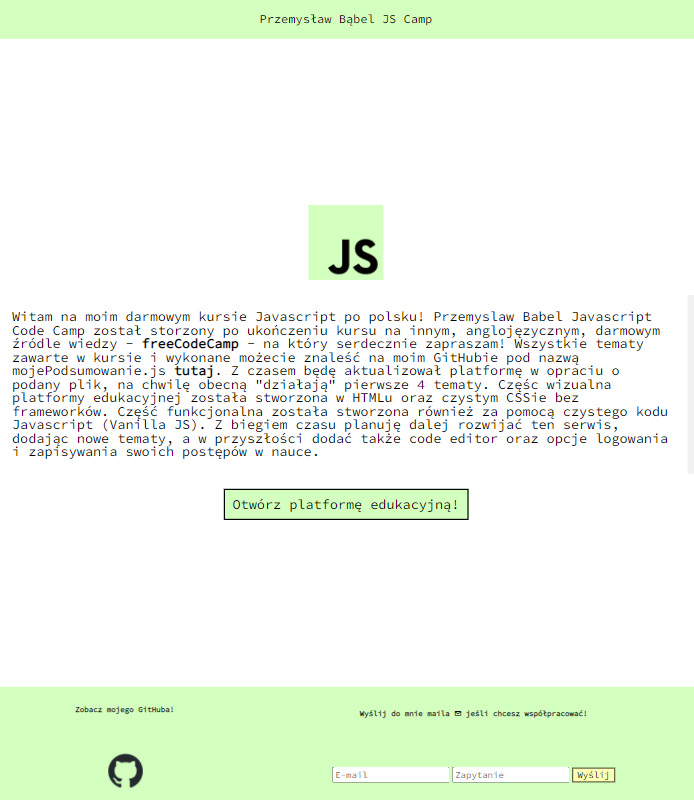 Przemysław Bąbel JS Camp
JS
Witam na moim darmowym kursie Javascript po polsku! Przemyslaw Babel Javascript
Code Camp został storzony po ukończeniu kursu na innym, anglojęzycznym, darmowym
źródle wiedzy - freeCodeCamp - na który serdecznie zapraszam! Wszystkie tematy
zawarte w kursie i wykonane możecie znaleść na moim GitHubie pod nazwą
mojePodsumowanie.js tutaj. Z czasem będę aktualizował platformę w opraciu o
podany plik, na chwilę obecną "działają" pierwsze 4 tematy. Częśc wizualna
platformy edukacyjnej została stworzona w HTMLu oraz czystym CSSie bez
frameworków. Część funkcjonalna została stworzona również za pomocą czystego kodu
Javascript (Vanilla JS). Z biegiem czasu planuję dalej rozwijać ten serwis,
dodając nowe tematy, a w przyszłości dodać także code editor oraz opcje logowania
i zapisywania swoich postępów w nauce.
Otwórz platformę edukacyjną!
Zobacz mojego GitHuba!
Wyślij do mnie maila ✉ jeśli chcesz współpracować!
E-mail
Zapytanie
Wyślij